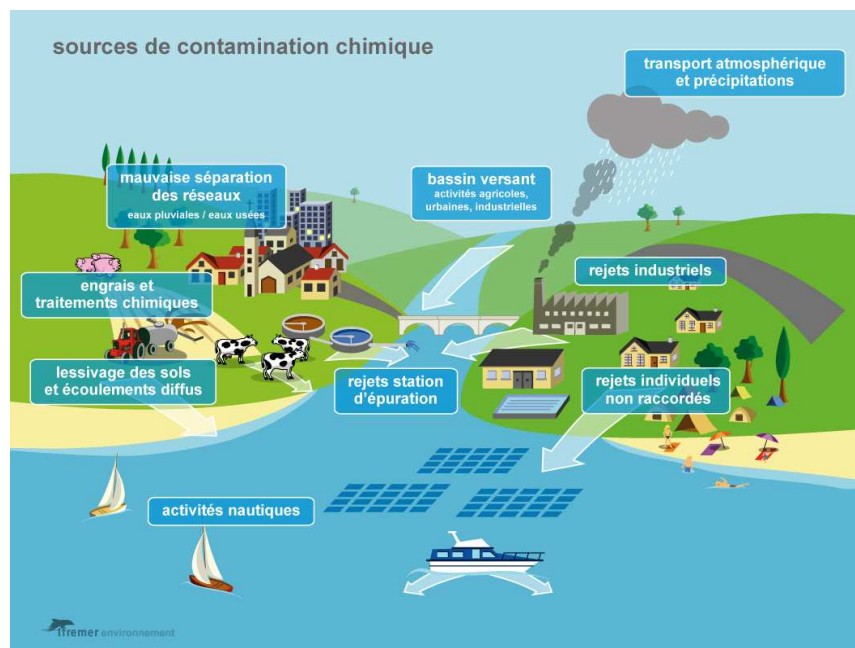 sources de contamination chimique
transport atmosphérique
et précipitations
mauvaise séparation
des réseaux
eaux pluviales / eaux usées
bassin versant
activités agricoles,
urbaines, industrielles
engrais et
traitements chimiques
rejets industriels
lessivage des sols
et écoulements diffus
rejets station
d'épuration
rejets individuels
non raccordés
activités nautiques
ifremer environnement